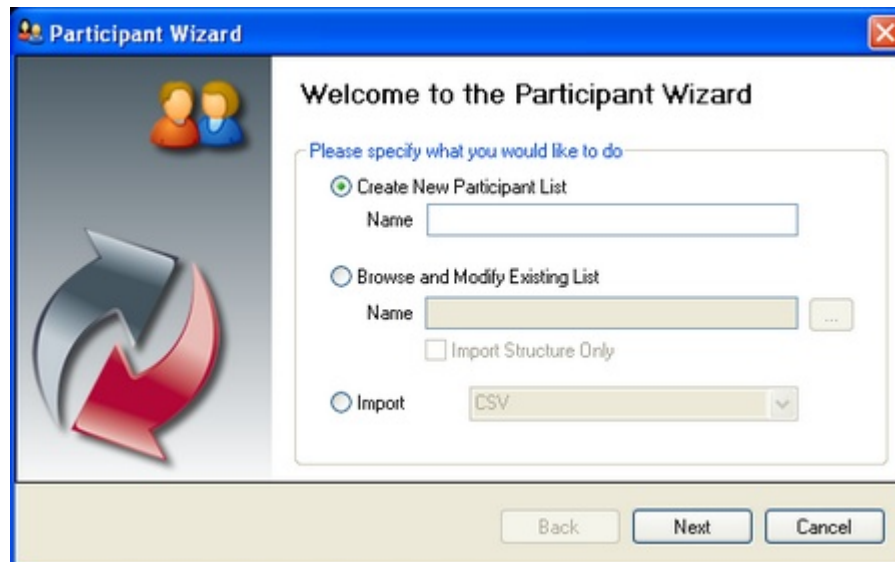 Participant Wizard
Welcome to the Participant Wizard
Please specify what you would like to do
Create New Participant List
Name
Browse and Modify Existing List
Name
...
Import Structure Only
Import CSV
Back Next Cancel